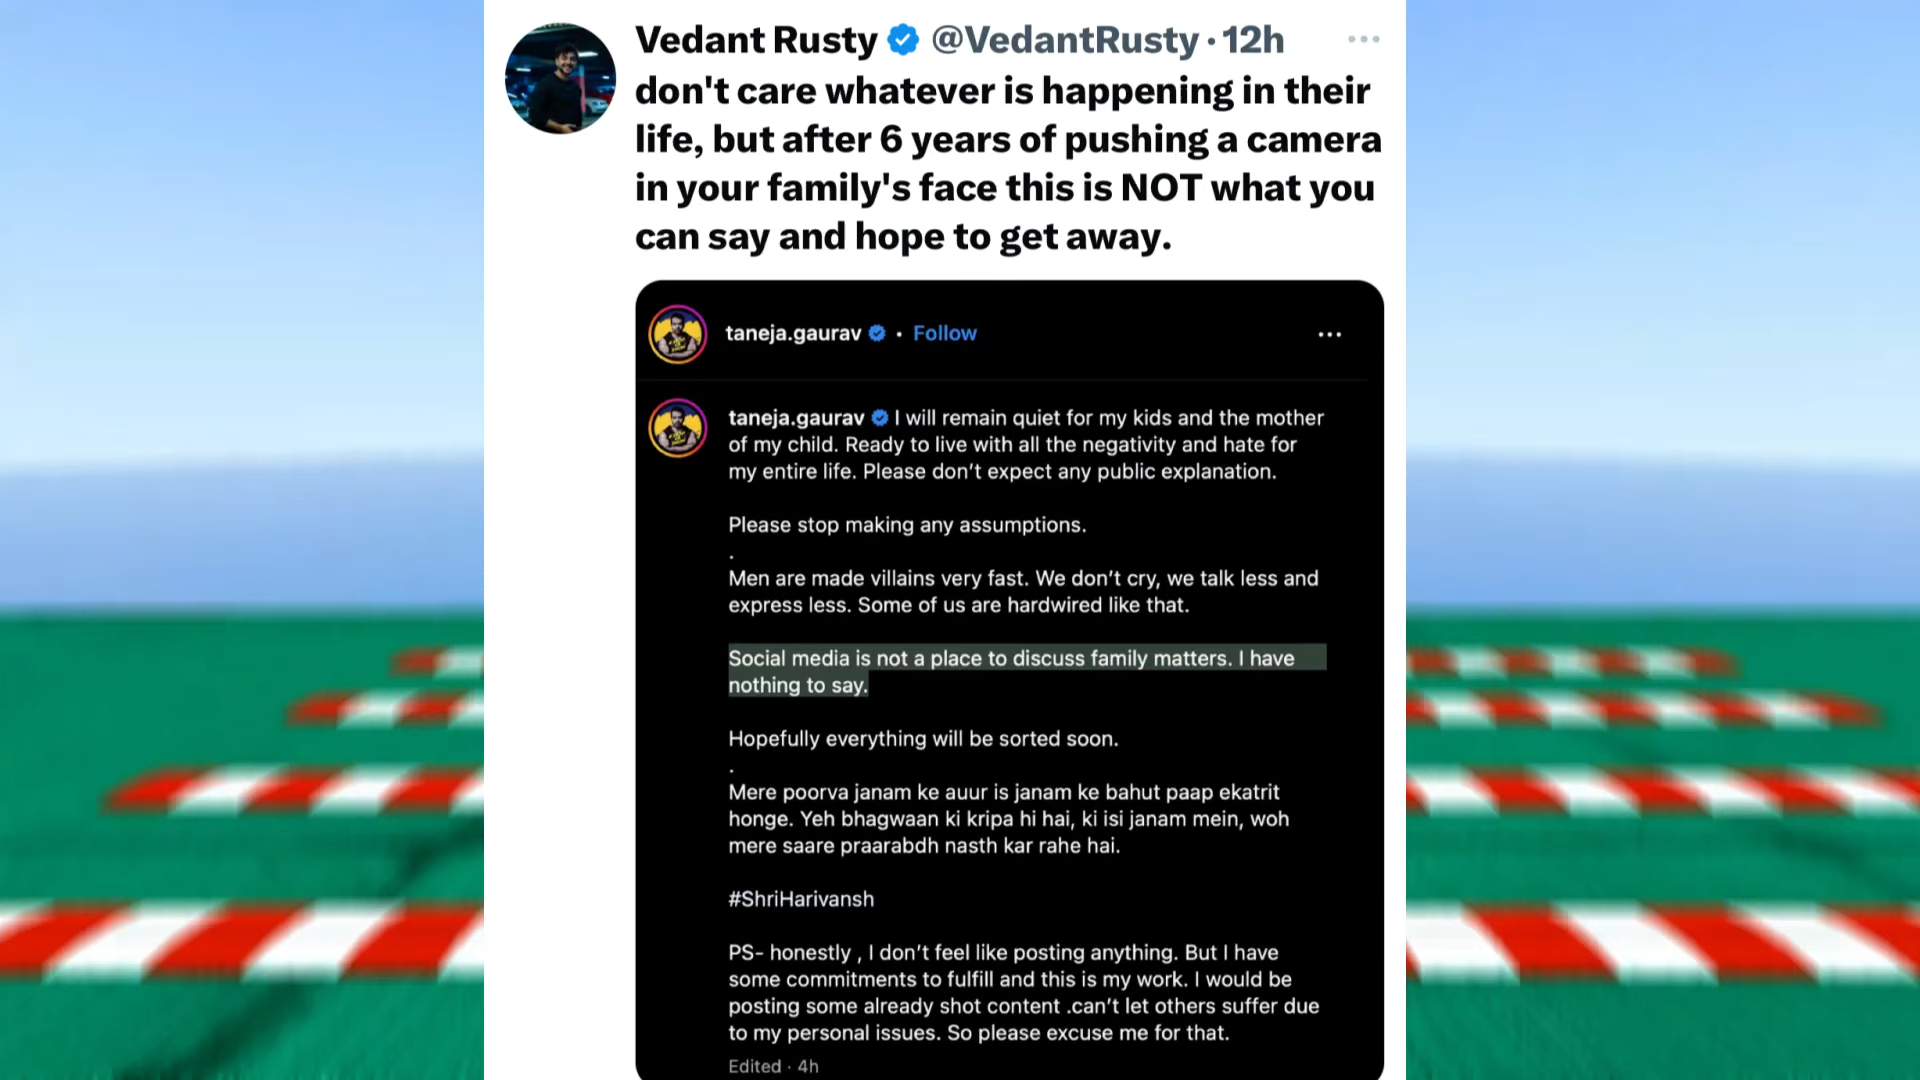 Vedant Rusty @VedantRusty · 12h
don't care whatever is happening in their
life, but after 6 years of pushing a camera
in your family's face this is NOT what you
can say and hope to get away.
taneja.gaurav · Follow
taneja.gaurav I will remain quiet for my kids and the mother
of my child. Ready to live with all the negativity and hate for
my entire life. Please don’t expect any public explanation.
Please stop making any assumptions.
.
Men are made villains very fast. We don’t cry, we talk less and
express less. Some of us are hardwired like that.
Social media is not a place to discuss family matters. I have
nothing to say.
Hopefully everything will be sorted soon.
.
Mere poorva janam ke auur is janam ke bahut paap ekatrit
honge. Yeh bhagwaan ki kripa hi hai, ki isi janam mein, woh
mere saare praarabdh nasth kar rahe hai.
#ShriHarivansh
PS- honestly , I don’t feel like posting anything. But I have
some commitments to fulfill and this is my work. I would be
posting some already shot content .can’t let others suffer due
to my personal issues. So please excuse me for that.
Edited · 4h